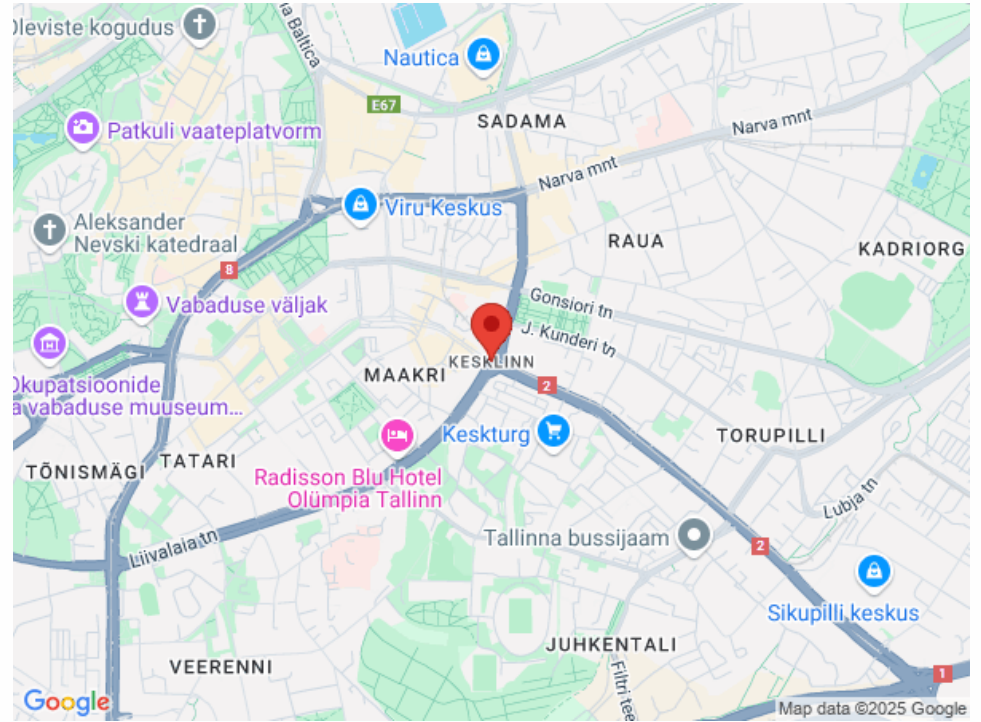 Oleviste kogudus
Nautica
E67
SADAMA
Narva mnt
Patkuli vaateplatvorm
Narva mnt
Viru Keskus
Aleksander
Nevski katedraal
RAUA
KADRIORG
8
Vabaduse väljak
Gonsiori tn
J. Kunderi tn
KESKLINN
MAAKRI
2
Okupatsioonide
a vabaduse muuseum...
Keskturg
TORUPILLI
TÕNISMÄGI
TATARI
Radisson Blu Hotel
Olümpia Tallinn
Lubja tn
Liivalaia tn
Tallinna bussijaam
2
Sikupilli keskus
JUHKENTALI
VEERENNI
Filtri tee
1
Google
Map data ©2025 Google